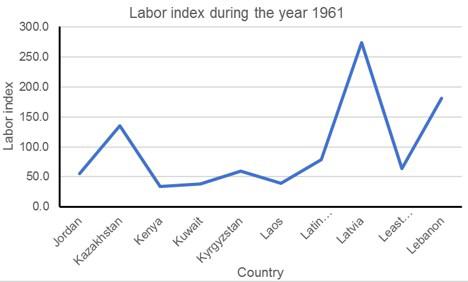 Labor index during the year 1961
300.0
250.0
200.0
150.0
100.0
50.0
0.0
Labor index
Jordan
Kazakhstan
Kenya
Kuwait
Kyrgyzstan
Laos
Latin…
Latvia
Least…
Lebanon
Country